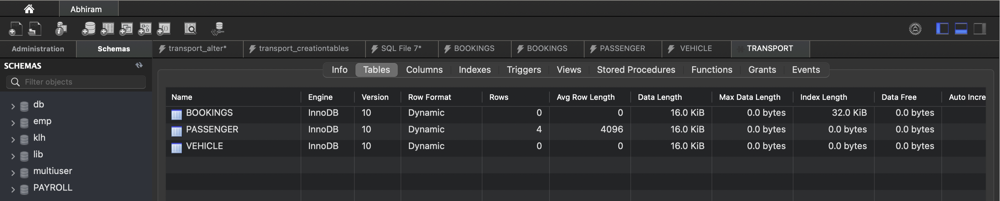 Abhiram
Administration Schemas transport_alter* transport_creationtables SQL File 7* BOOKINGS BOOKINGS PASSENGER VEHICLE TRANSPORT
SCHEMAS
Info Tables Columns Indexes Triggers Views Stored Procedures Functions Grants Events
Filter objects
Name Engine Version Row Format Rows Avg Row Length Data Length Max Data Length Index Length Data Free Auto Incre
BOOKINGS InnoDB 10 Dynamic 0 0 16.0 KiB 0.0 bytes 32.0 KiB 0.0 bytes
PASSENGER InnoDB 10 Dynamic 4 4096 16.0 KiB 0.0 bytes 0.0 bytes 0.0 bytes
VEHICLE InnoDB 10 Dynamic 0 0 16.0 KiB 0.0 bytes 0.0 bytes 0.0 bytes
db
emp
klh
lib
multiuser
PAYROLL